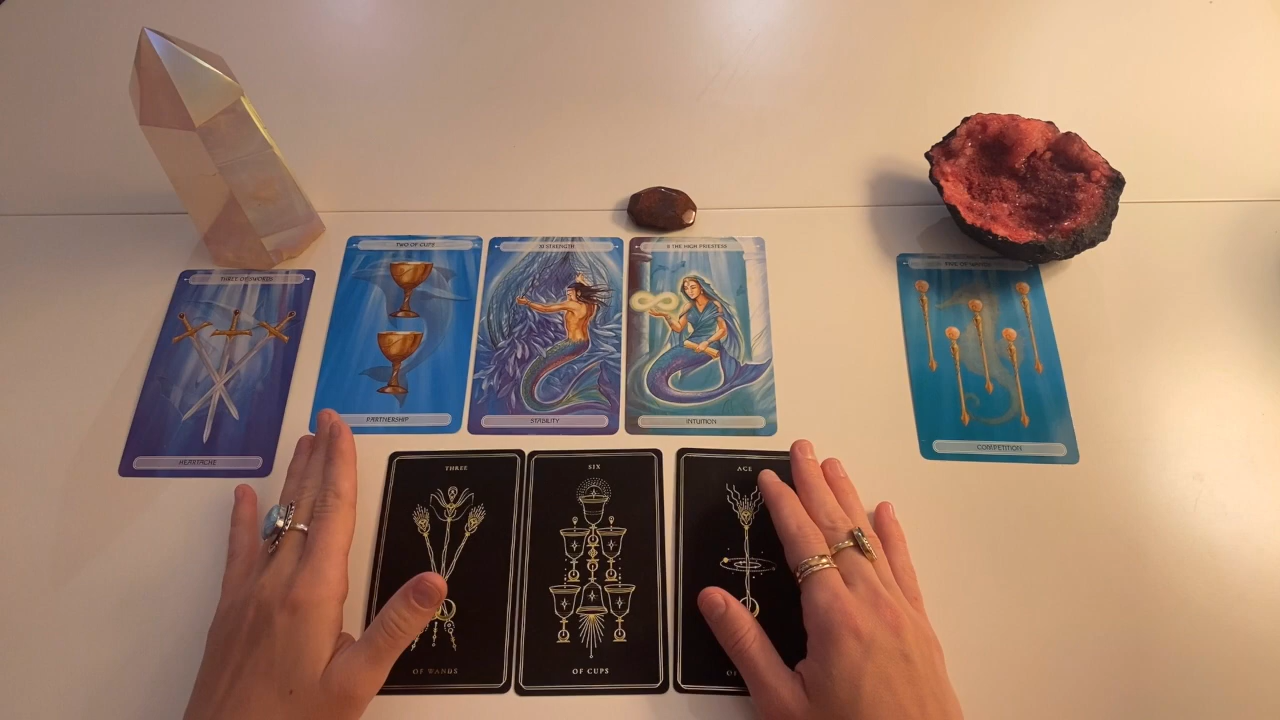 THREE OF SWORDS
HEARTACHE
TWO OF CUPS
PARTNERSHIP
XI STRENGTH
STABILITY
II THE HIGH PRIESTESS
INTUITION
FIVE OF WANDS
COMPETITION
THREE
OF WANDS
SIX
OF CUPS
ACE